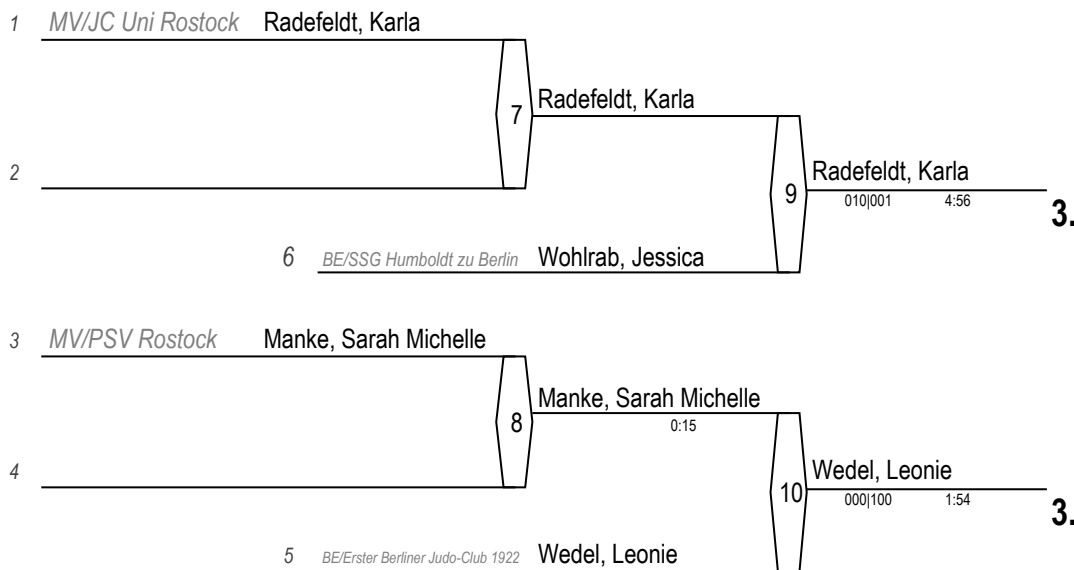 1 MV/JC Uni Rostock Radefeldt, Karla
7 Radefeldt, Karla
2
9 Radefeldt, Karla
010|001 4:56
3.
6 BE/SSG Humboldt zu Berlin Wohlrab, Jessica
3 MV/PSV Rostock Manke, Sarah Michelle
8 Manke, Sarah Michelle
0:15
4
10 Wedel, Leonie
000|100 1:54
3.
5 BE/Erster Berliner Judo-Club 1922 Wedel, Leonie